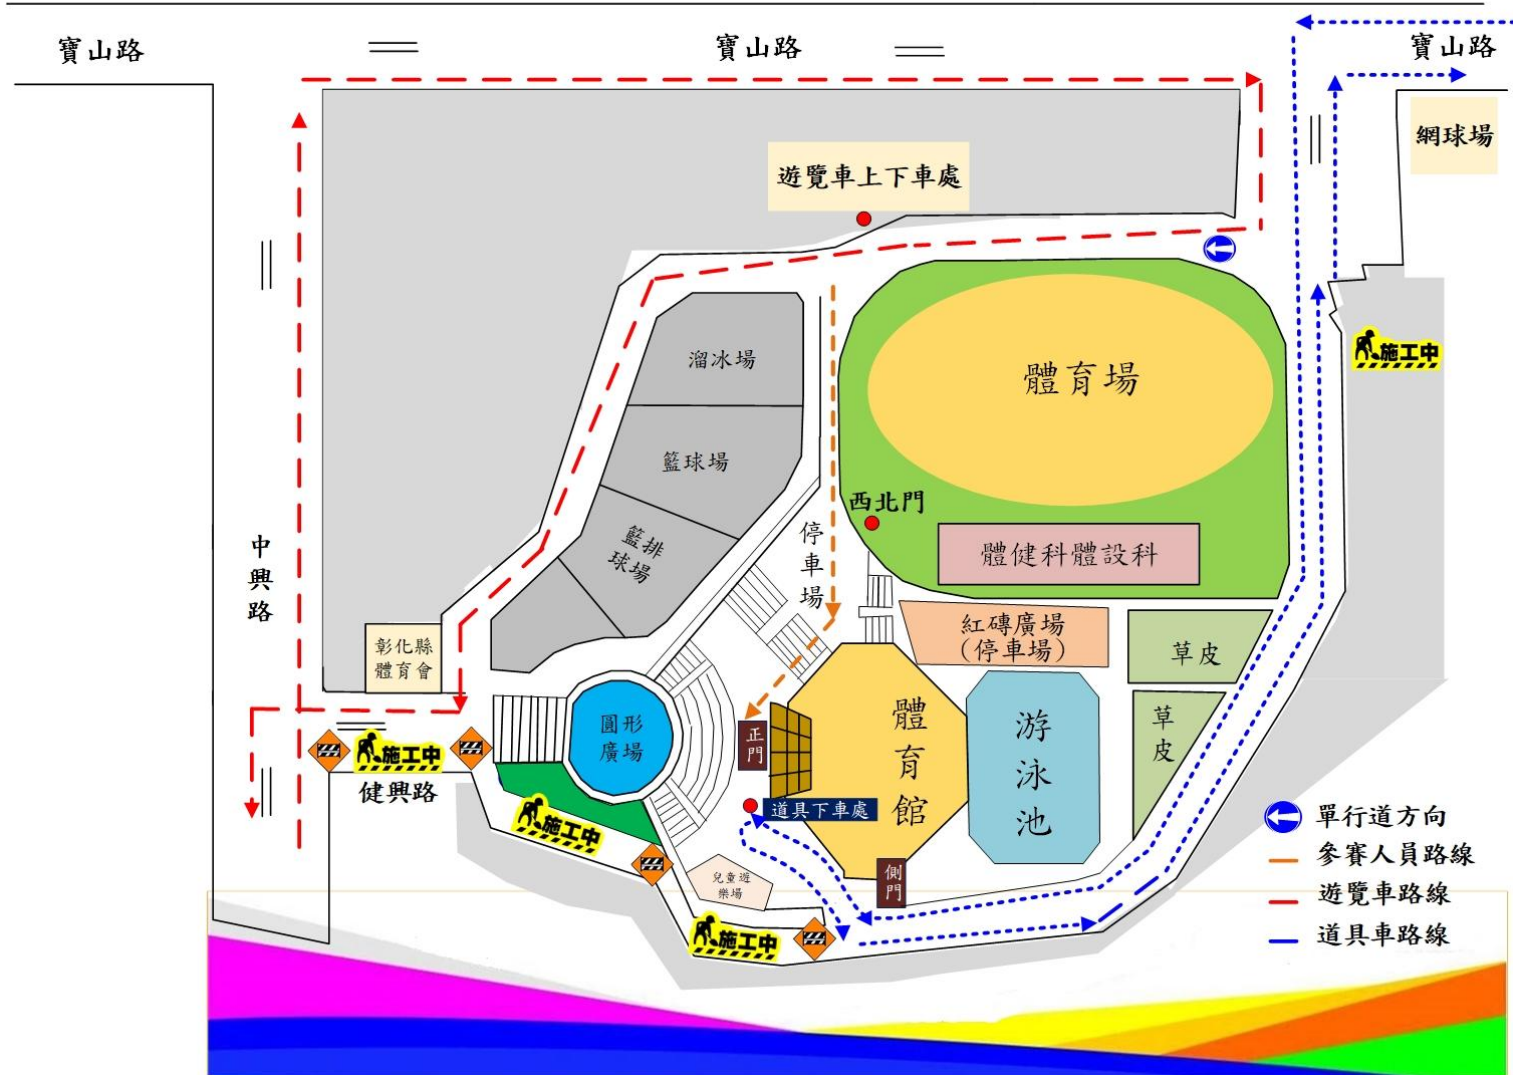 寶山路
寶山路
寶山路
網球場
遊覽車上下車處
施工中
溜冰場
體育場
籃球場
西北門
籃排
球場
停車場
體健科體設科
中興路
紅磚廣場
(停車場)
草皮
彰化縣
體育會
圓形
廣場
正門
體育館
游泳池
草皮
施工中
健興路
道具下車處
施工中
兒童遊
樂場
側門
施工中
單行道方向
參賽人員路線
遊覽車路線
道具車路線